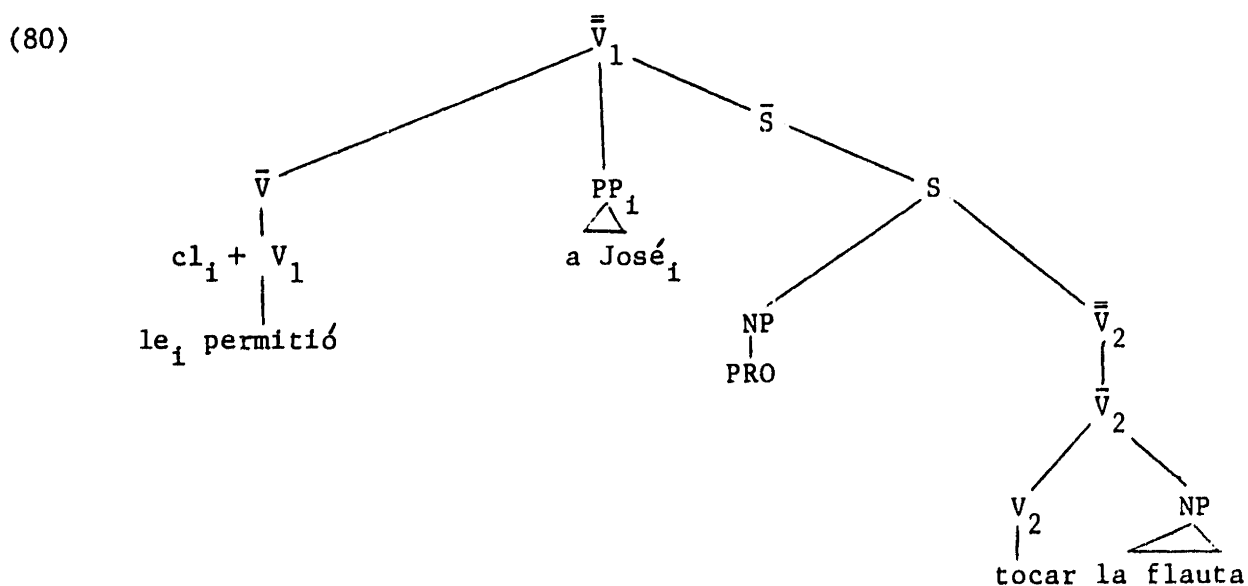 (80)
V̿₁
S̄
V̄ PPᵢ S
clᵢ + V₁ a Joséᵢ
NP V̿₂
leᵢ permitió
PRO
V̄₂
V₂ NP
tocar la flauta